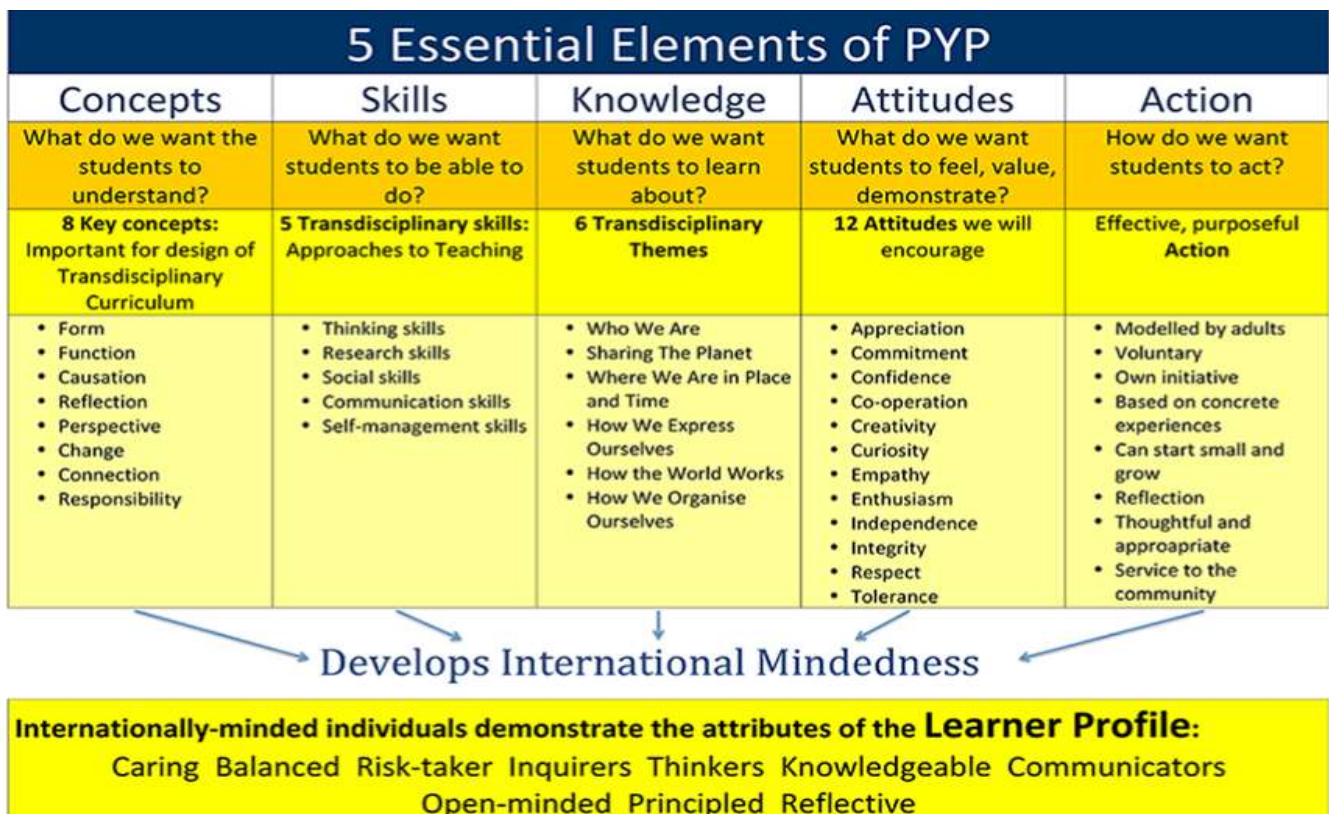 5 Essential Elements of PYP
Concepts
Skills
Knowledge
Attitudes
Action
What do we want the
students to
understand?
What do we want
students to be able to
do?
What do we want
students to learn
about?
What do we want
students to feel, value,
demonstrate?
How do we want
students to act?
8 Key concepts:
Important for design of
Transdisciplinary
Curriculum
5 Transdisciplinary skills:
Approaches to Teaching
6 Transdisciplinary
Themes
12 Attitudes we will
encourage
Effective, purposeful
Action
• Form
• Function
• Causation
• Reflection
• Perspective
• Change
• Connection
• Responsibility
• Thinking skills
• Research skills
• Social skills
• Communication skills
• Self-management skills
• Who We Are
• Sharing The Planet
• Where We Are in Place
and Time
• How We Express
Ourselves
• How the World Works
• How We Organise
Ourselves
• Appreciation
• Commitment
• Confidence
• Co-operation
• Creativity
• Curiosity
• Empathy
• Enthusiasm
• Independence
• Integrity
• Respect
• Tolerance
• Modelled by adults
• Voluntary
• Own initiative
• Based on concrete
experiences
• Can start small and
grow
• Reflection
• Thoughtful and
approapriate
• Service to the
community
Develops International Mindedness
Internationally-minded individuals demonstrate the attributes of the Learner Profile:
Caring Balanced Risk-taker Inquirers Thinkers Knowledgeable Communicators
Open-minded Principled Reflective